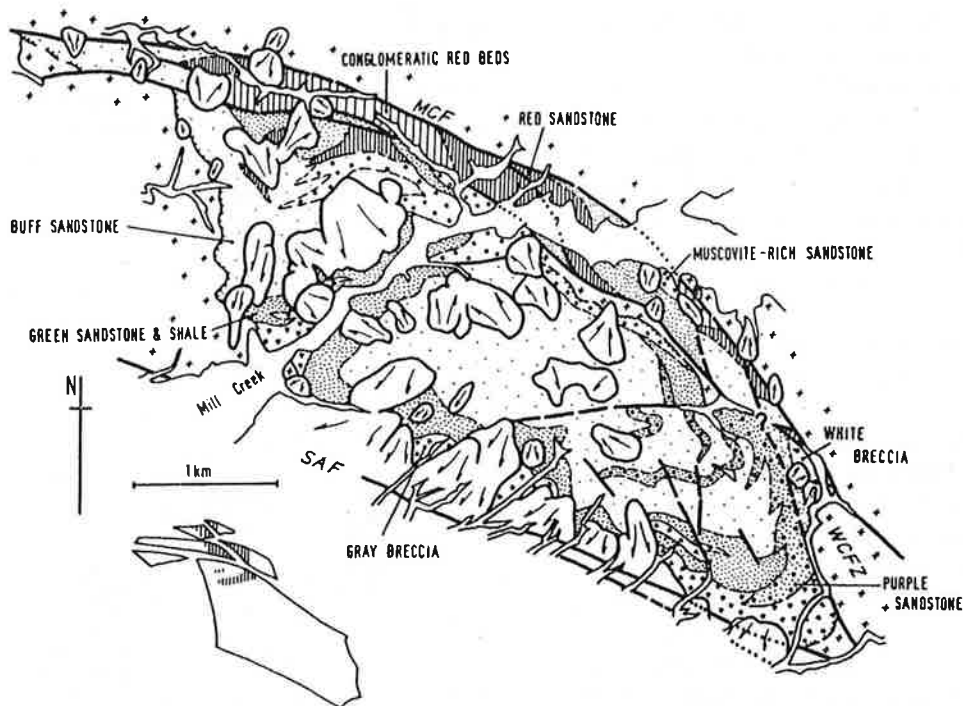 CONGLOMERATIC RED BEDS
MCF
RED SANDSTONE
BUFF SANDSTONE
MUSCOVITE-RICH SANDSTONE
GREEN SANDSTONE & SHALE
Mill Creek
N
SAF
WHITE
BRECCIA
1km
GRAY BRECCIA
WCFZ
PURPLE
SANDSTONE